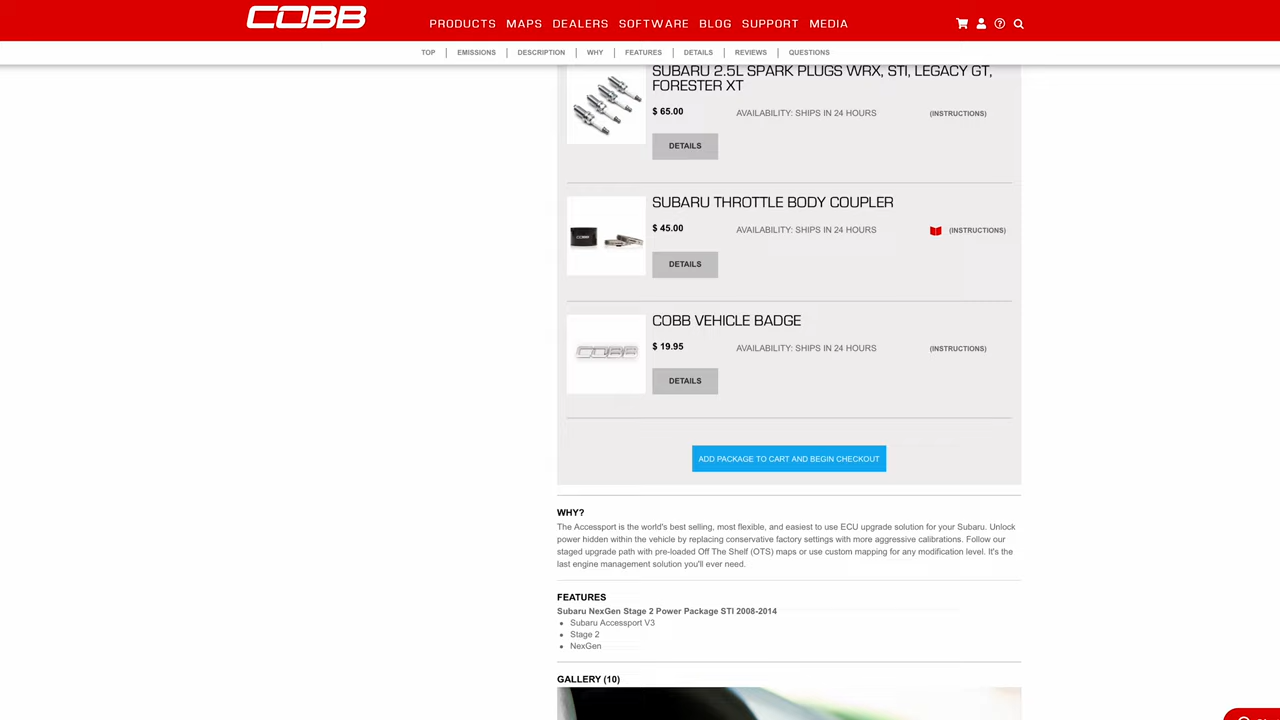 COBB
PRODUCTS MAPS DEALERS SOFTWARE BLOG SUPPORT MEDIA
TOP EMISSIONS DESCRIPTION WHY FEATURES DETAILS REVIEWS QUESTIONS
SUBARU 2.5L SPARK PLUGS WRX, STI, LEGACY GT,
FORESTER XT
$ 65.00 AVAILABILITY: SHIPS IN 24 HOURS (INSTRUCTIONS)
DETAILS
SUBARU THROTTLE BODY COUPLER
$ 45.00 AVAILABILITY: SHIPS IN 24 HOURS (INSTRUCTIONS)
COBB
DETAILS
COBB VEHICLE BADGE
$ 19.95 AVAILABILITY: SHIPS IN 24 HOURS (INSTRUCTIONS)
COBB
DETAILS
ADD PACKAGE TO CART AND BEGIN CHECKOUT
WHY?
The Accessport is the world's best selling, most flexible, and easiest to use ECU upgrade solution for your Subaru. Unlock
power hidden within the vehicle by replacing conservative factory settings with more aggressive calibrations. Follow our
staged upgrade path with pre-loaded Off The Shelf (OTS) maps or use custom mapping for any modification level. It's the
last engine management solution you'll ever need.
FEATURES
Subaru NexGen Stage 2 Power Package STI 2008-2014
Subaru Accessport V3
Stage 2
NexGen
GALLERY (10)